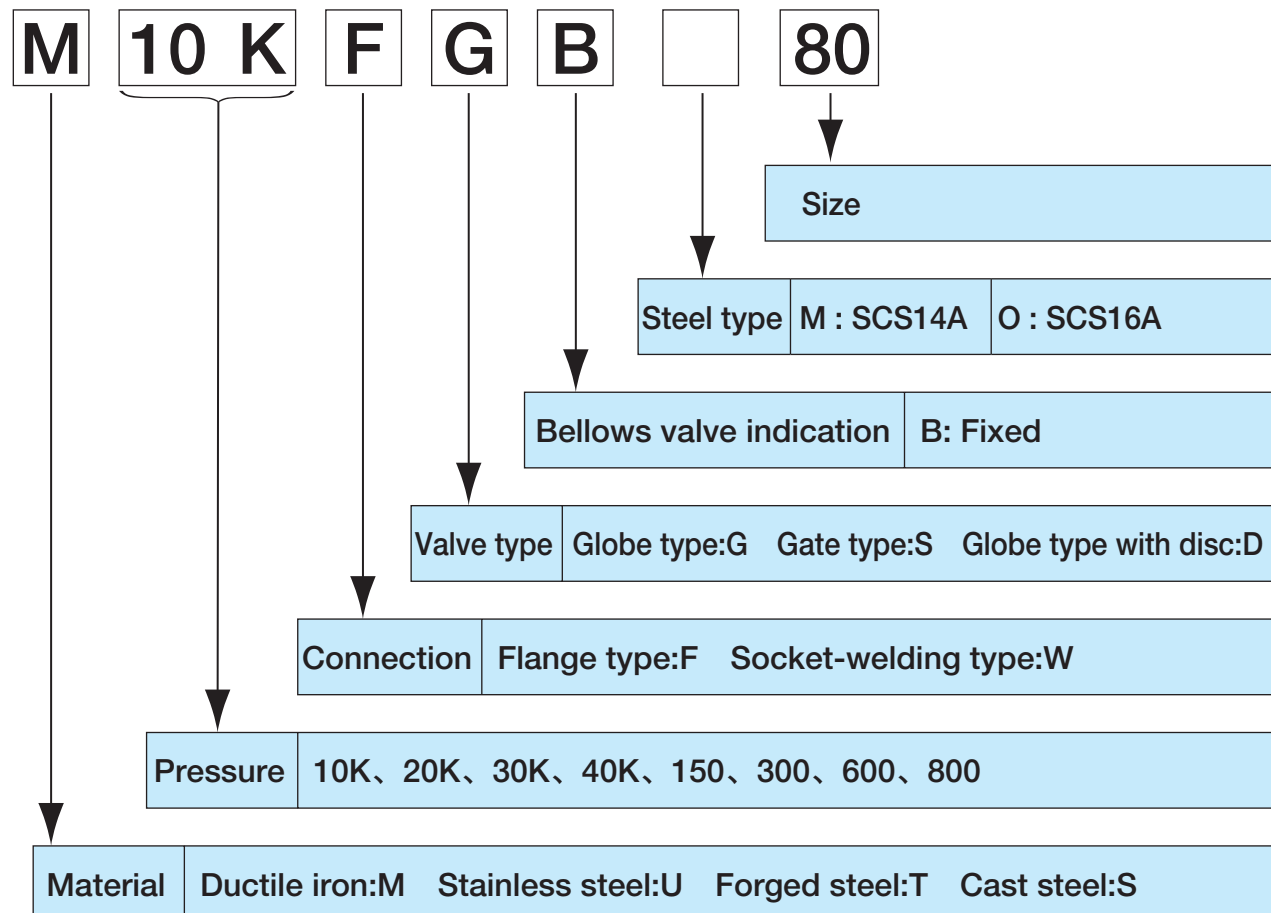 M 10 K F G B 80
Size
Steel type M : SCS14A O : SCS16A
Bellows valve indication B: Fixed
Valve type Globe type:G Gate type:S Globe type with disc:D
Connection Flange type:F Socket-welding type:W
Pressure 10K、20K、30K、40K、150、300、600、800
Material Ductile iron:M Stainless steel:U Forged steel:T Cast steel:S